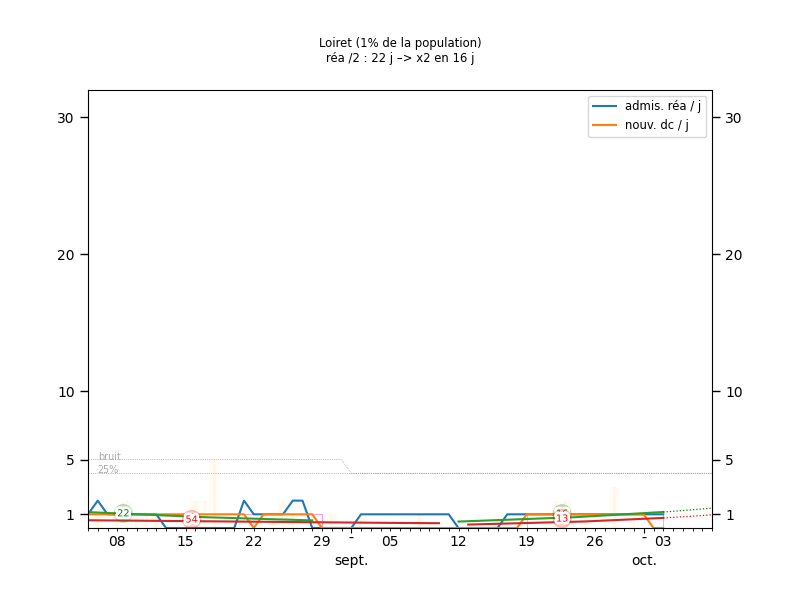 Loiret (1% de la population)
réa /2 : 22 j –> x2 en 16 j
admis. réa / j
nouv. dc / j
30 30
20 20
10 10
5 5
1 1
bruit
25%
22
54
13
08 15 22 29 - 05 12 19 26 - 03
sept. oct.